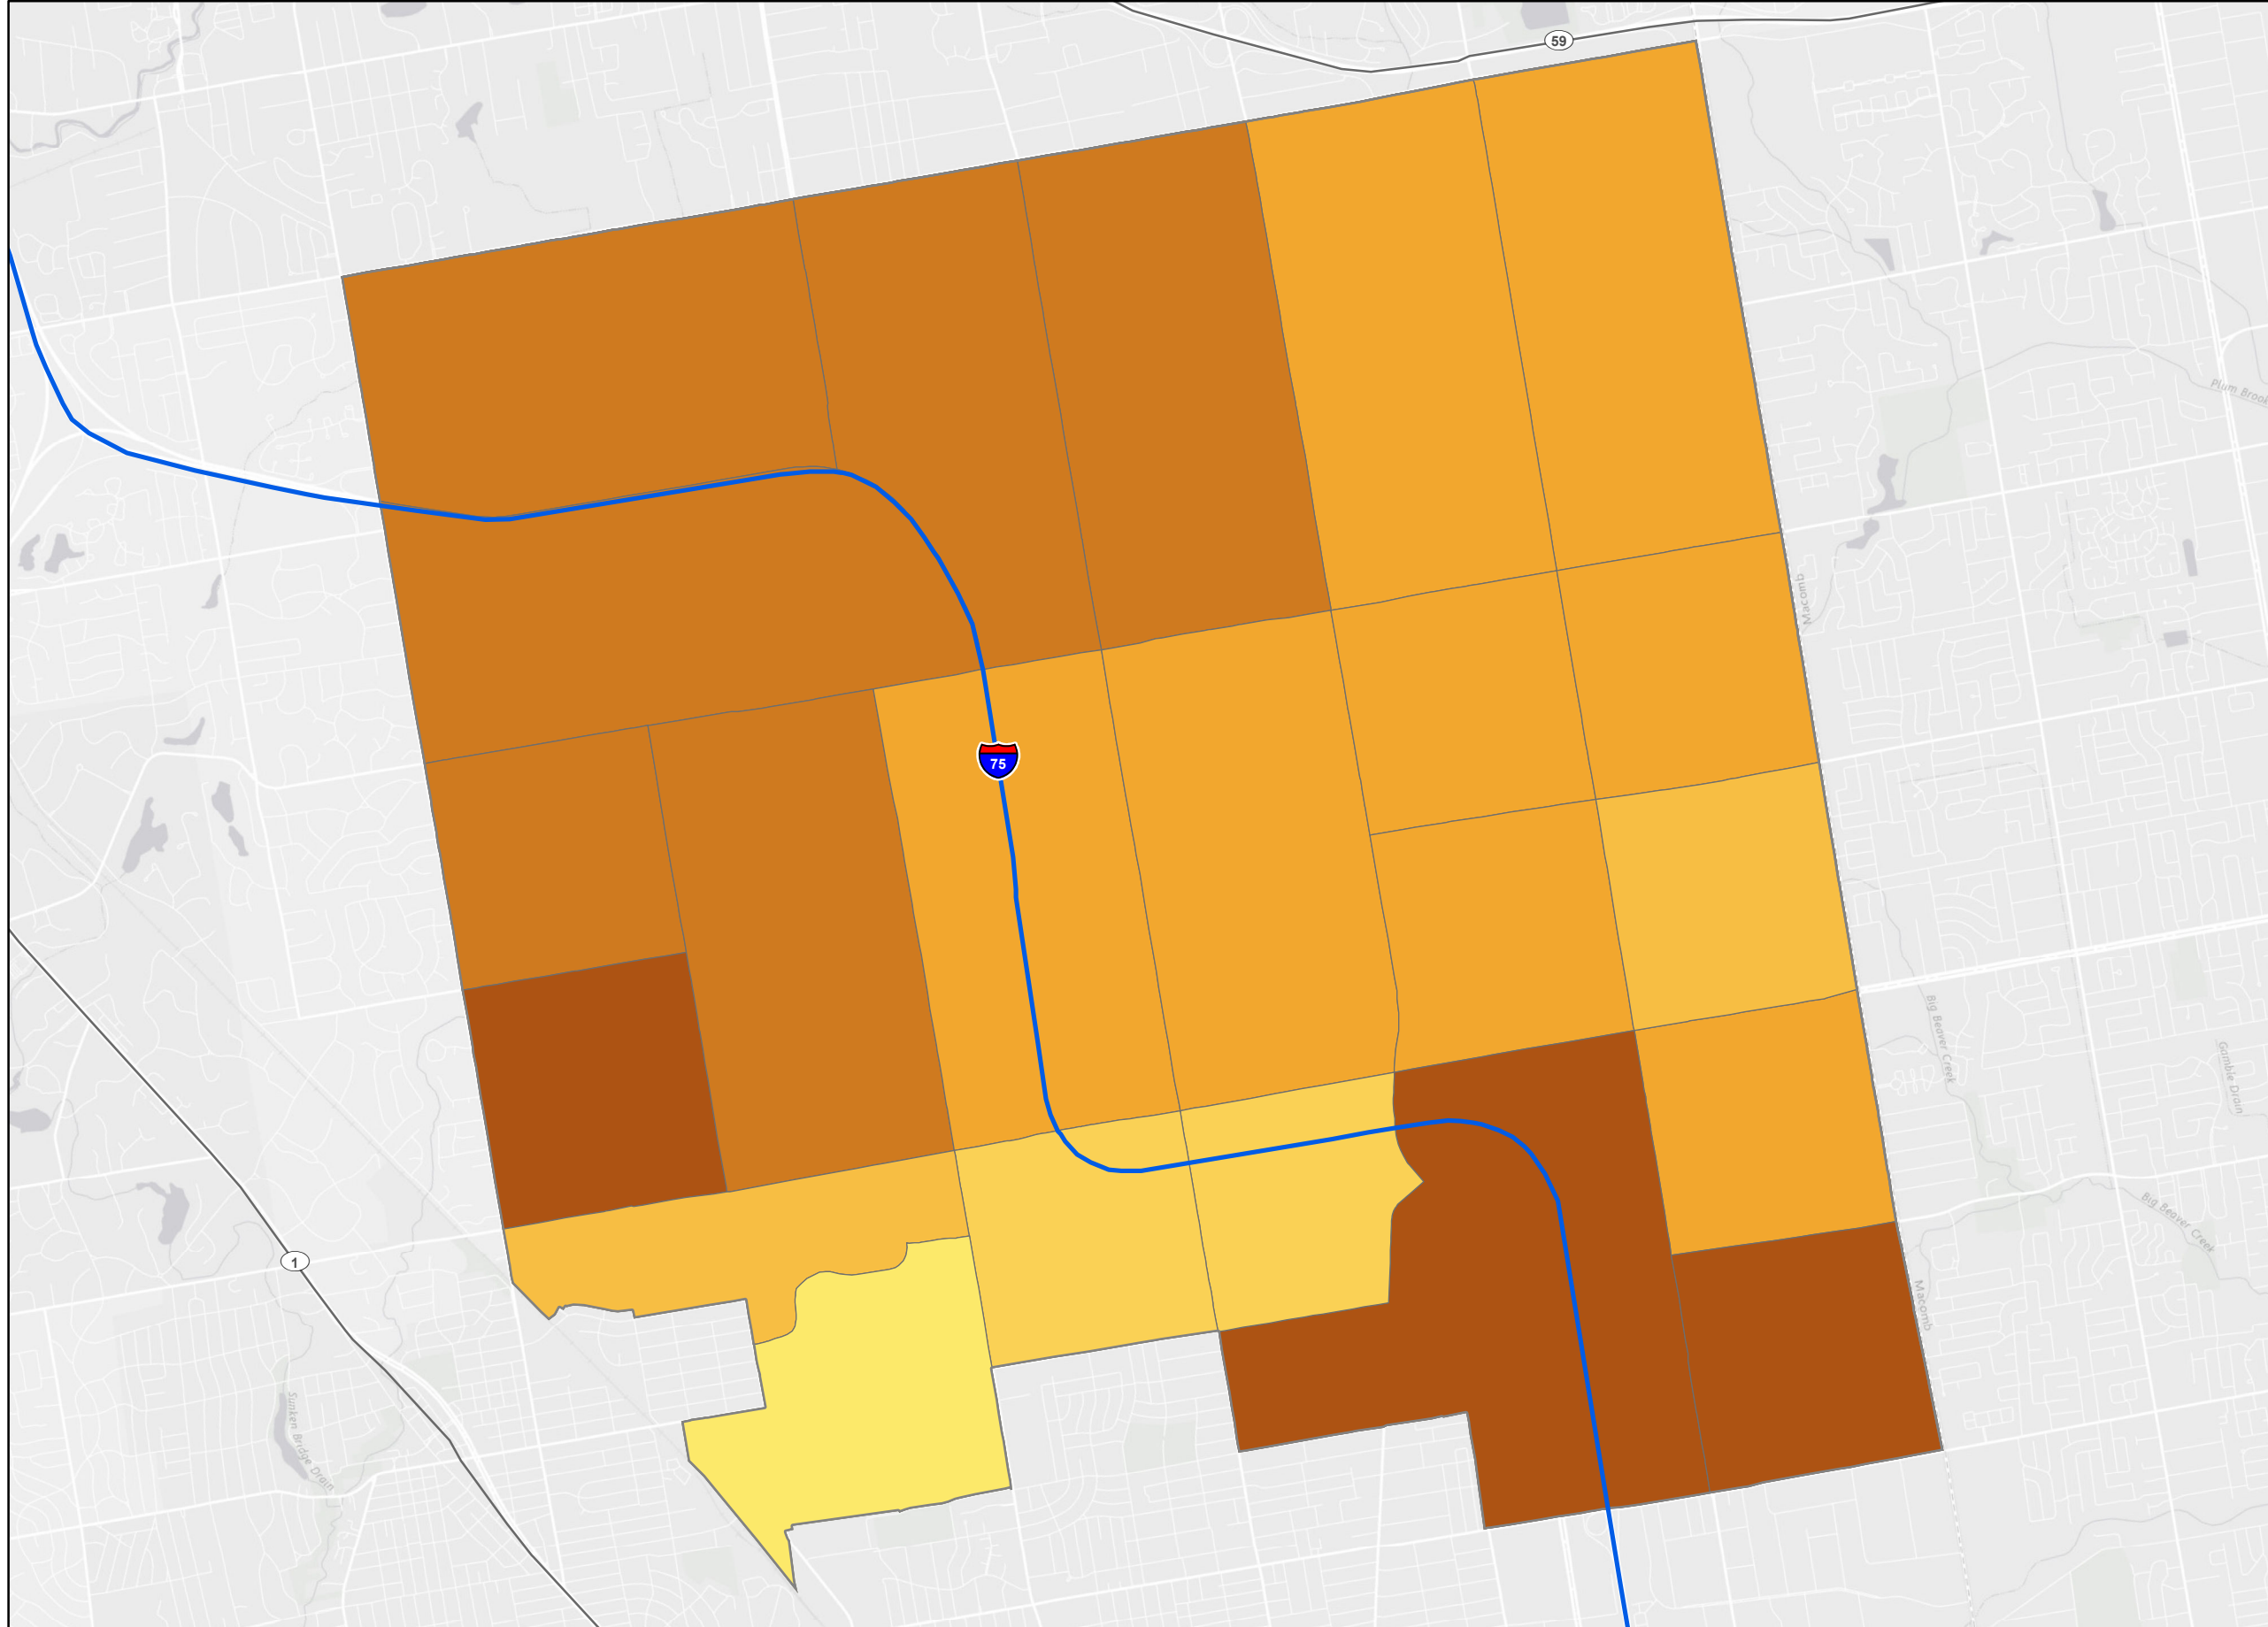 59
Plum Brook
Macomb
75
Big Beaver Creek
Gamble Drain
Big Beaver Creek
1
Macomb
Sunken Bridge Drain